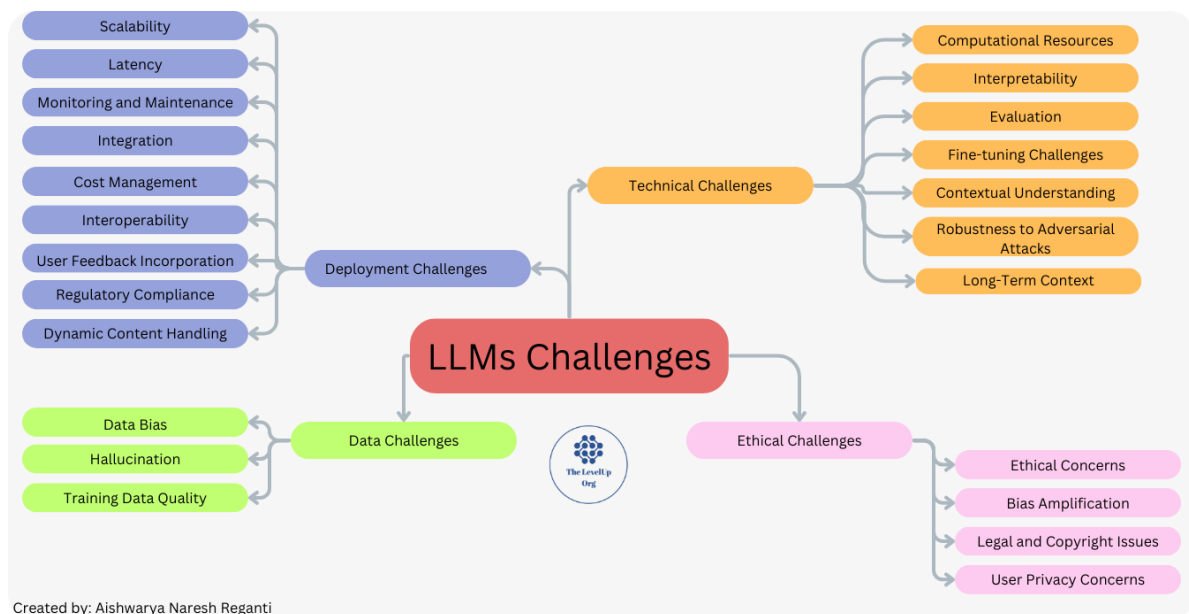 Scalability
Latency
Monitoring and Maintenance
Integration
Cost Management
Interoperability
User Feedback Incorporation
Regulatory Compliance
Dynamic Content Handling
Deployment Challenges
Technical Challenges
Computational Resources
Interpretability
Evaluation
Fine-tuning Challenges
Contextual Understanding
Robustness to Adversarial
Attacks
Long-Term Context
LLMs Challenges
Data Challenges
Data Bias
Hallucination
Training Data Quality
The LevelUp
Org
Ethical Challenges
Ethical Concerns
Bias Amplification
Legal and Copyright Issues
User Privacy Concerns
Created by: Aishwarya Naresh Reganti